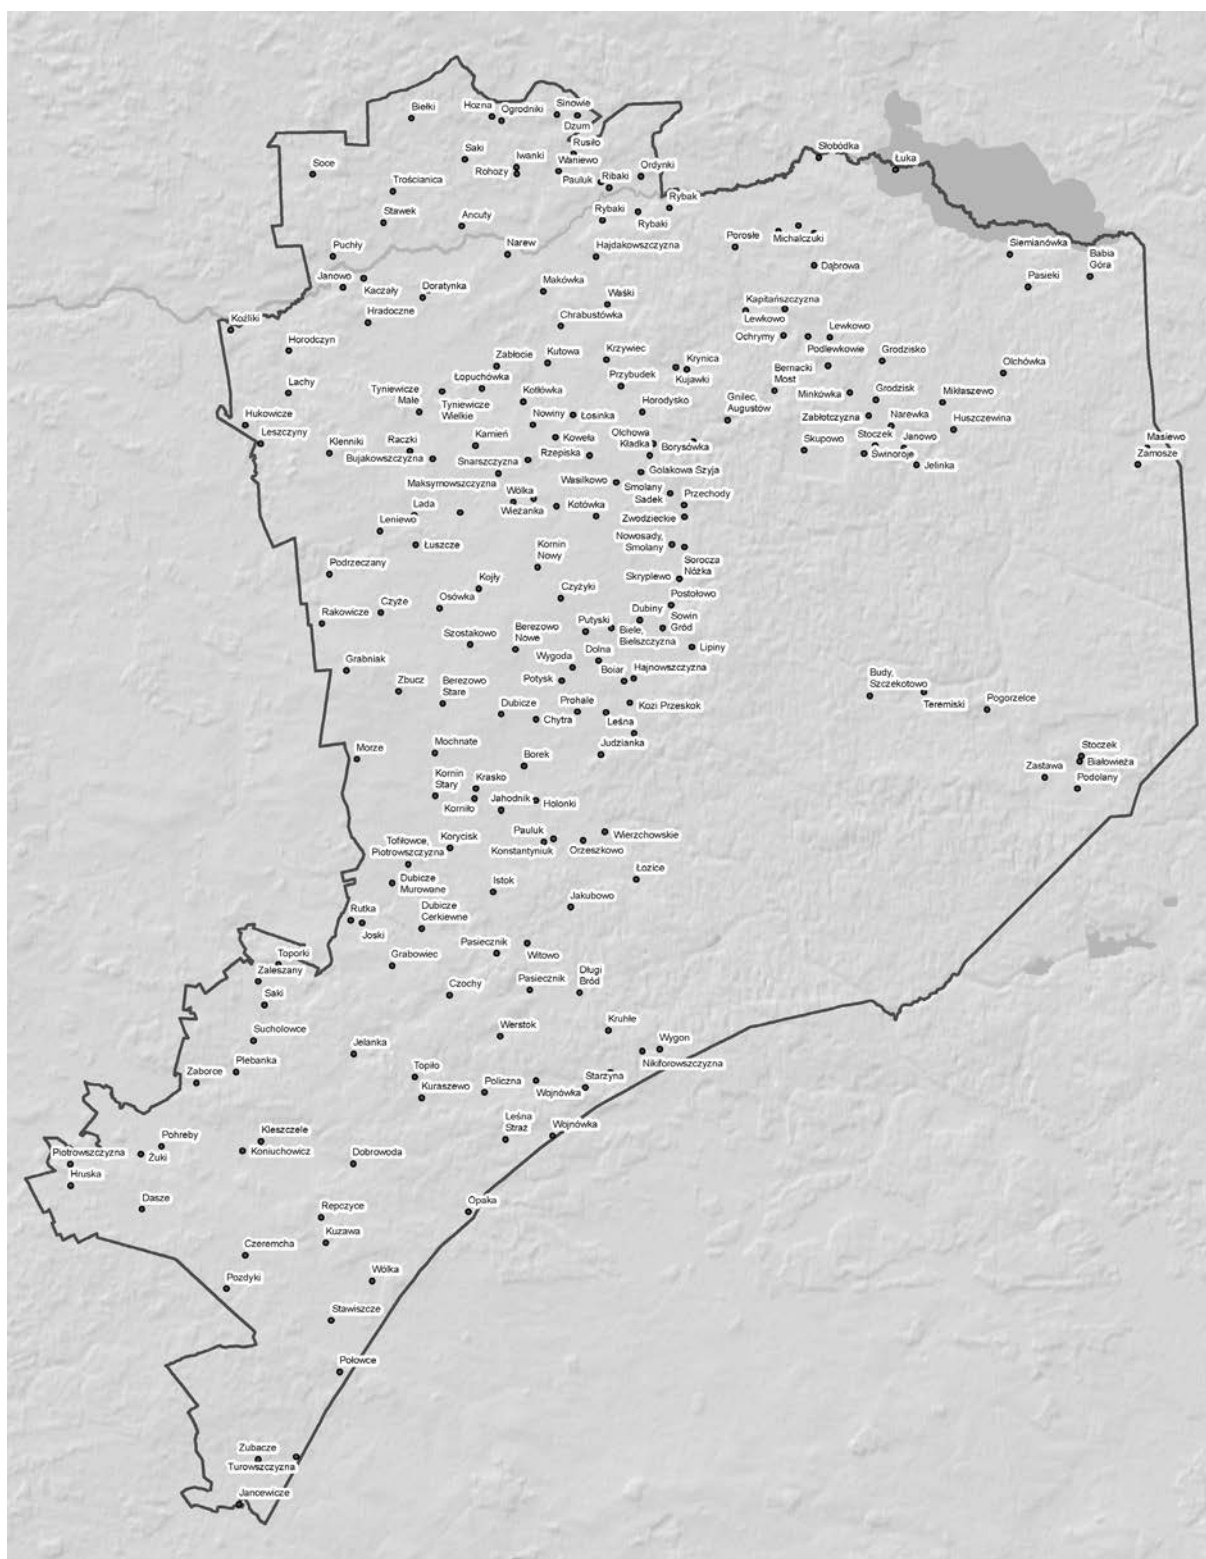 Biełki
Hozna
Ogrodniki
Sinowie
Dzum
Rusiło
Soce
Saki
Iwanki
Rohozy
Waniewo
Pauluk
Ribaki
Ordynki
Słobódka
Łuka
Trościanica
Stawek
Ancuty
Rybaki
Rybaki
Rybak
Puchły
Narew
Hajdakowszczyzna
Porosłe
Michalczuki
Siemianówka
Babia
Góra
Janowo
Kaczały
Doratynka
Makówka
Waśki
Dąbrowa
Pasieki
Koźliki
Hradoczne
Chrabustówka
Kapitańszczyzna
Lewkowo
Ochrymy
Lewkowo
Podlewkowie
Horodczyn
Zabłocie
Kutowa
Krzywiec
Krynica
Kujawki
Bernacki
Most
Grodzisko
Olchówka
Lachy
Tyniewicze
Małe
Łopuchówka
Przybudek
Minkówka
Grodzisk
Mikłaszewo
Tyniewicze
Wielkie
Kotłówka
Hukowicze
Nowiny
Łosinka
Horodysko
Gnilec,
Augustów
Zabłotczyzna
Narewka
Huszczewina
Leszczyny
Klenniki
Raczki
Bujakowszczyzna
Kamień
Koweła
Olchowa
Kładka
Borysówka
Skupowo
Stoczek
Janowo
Masiewo
Zamosze
Snarszczyzna
Rzepiska
Świnoroje
Jelinka
Golakowa Szyja
Maksymowszczyzna
Wasilkowo
Smolany
Sadek
Przechody
Lada
Wólka
Wieżanka
Kotówka
Zwodzieckie
Leniewo
Łuszcze
Nowosady,
Smolany
Kornin
Nowy
Sorocza
Nóżka
Podrzeczany
Kojły
Skryplewo
Czyżyki
Postołowo
Czyże
Osówka
Rakowicze
Dubiny
Sowin
Gród
Szostakowo
Berezowo
Nowe
Putyski
Biele,
Bielszczyzna
Lipiny
Dolna
Grabniak
Wygoda
Boiar
Hajnowszczyzna
Zbucz
Berezowo
Stare
Potysk
Budy,
Szczekotowo
Teremiski
Pogorzelce
Dubicze
Prohale
Kozi Przeskok
Chytra
Leśna
Morze
Mochnate
Borek
Judzianka
Stoczek
Białowieża
Zastawa
Podolany
Kornin
Stary
Krasko
Korniło
Jahodnik
Holonki
Tofiłowce,
Piotrowszczyzna
Korycisk
Pauluk
Konstantyniuk
Orzeszkowo
Wierzchowskie
Dubicze
Murowane
Istok
Łozice
Jakubowo
Rutka
Joski
Dubicze
Cerkiewne
Toporki
Grabowiec
Pasiecznik
Witowo
Zaleszany
Saki
Czochy
Pasiecznik
Długi
Bród
Suchołowce
Werstok
Kruhłe
Wygon
Jelanka
Nikiforowszczyzna
Plebanka
Zaborce
Topiło
Kuraszewo
Policzna
Wojnówka
Starzyna
Leśna
Straż
Wojnówka
Kleszczele
Koniuchowicz
Pohreby
Piotrowszczyzna
Żuki
Dobrowoda
Hruska
Dasze
Repczyce
Opaka
Kuzawa
Czeremcha
Pozdyki
Wólka
Stawiszcze
Połowce
Zubacze
Turowszczyzna
Jancewicze